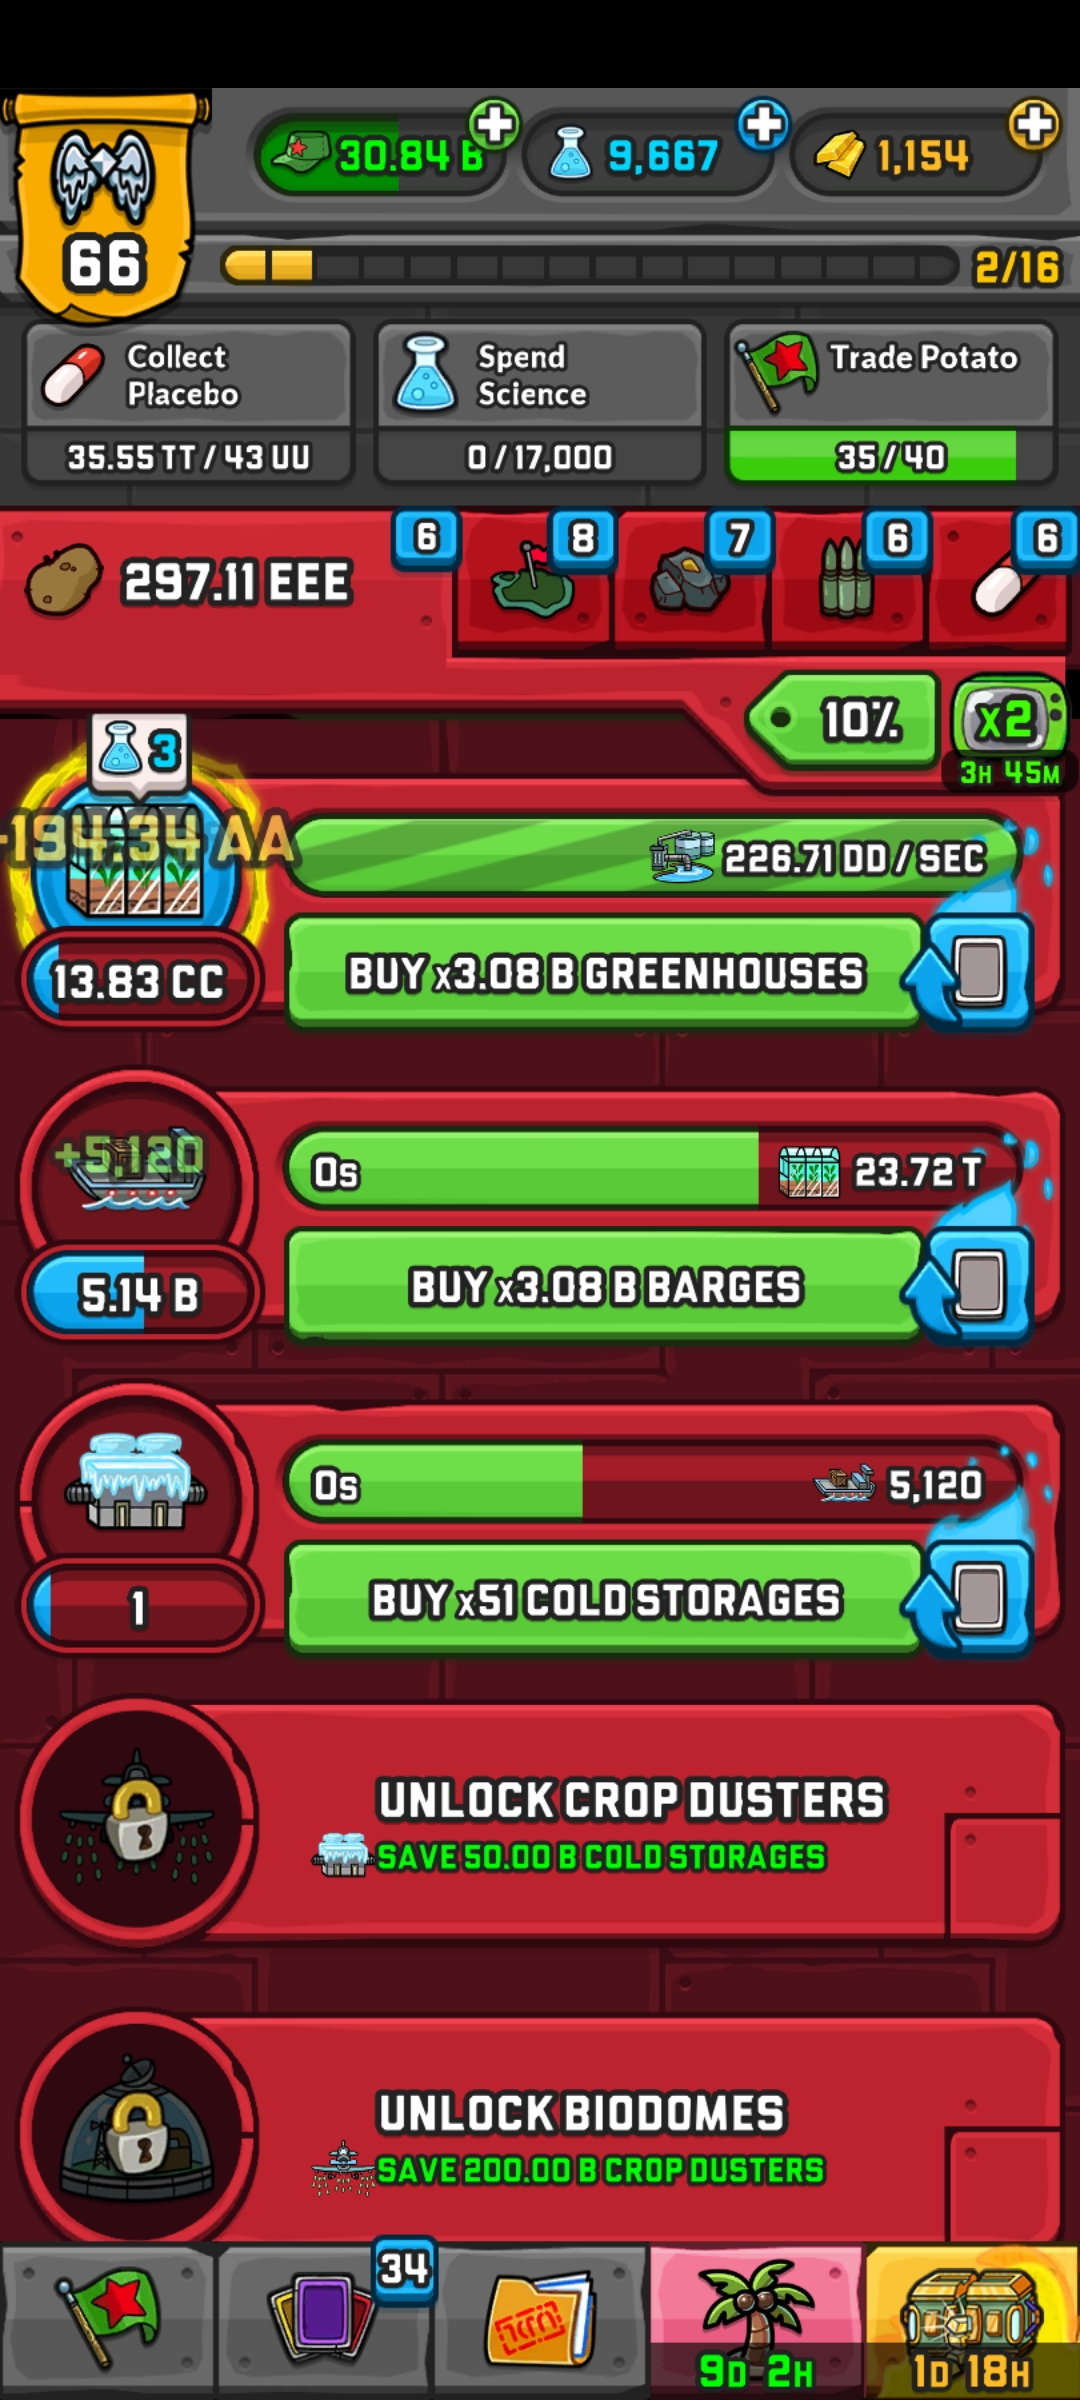 66
30.84 B
9,667
1,154
2/16
Collect
Placebo
35.55 TT / 43 UU
Spend
Science
0 / 17,000
Trade Potato
35 / 40
297.11 EEE
6
8
7
6
6
10%
x2
3H 45M
3
-194.34 AA
226.71 DD / SEC
13.83 CC
BUY x3.08 B GREENHOUSES
+5,120
0s
23.72 T
5.14 B
BUY x3.08 B BARGES
0s
5,120
1
BUY x51 COLD STORAGES
UNLOCK CROP DUSTERS
SAVE 50.00 B COLD STORAGES
UNLOCK BIODOMES
SAVE 200.00 B CROP DUSTERS
34
9D 2H
1D 18H